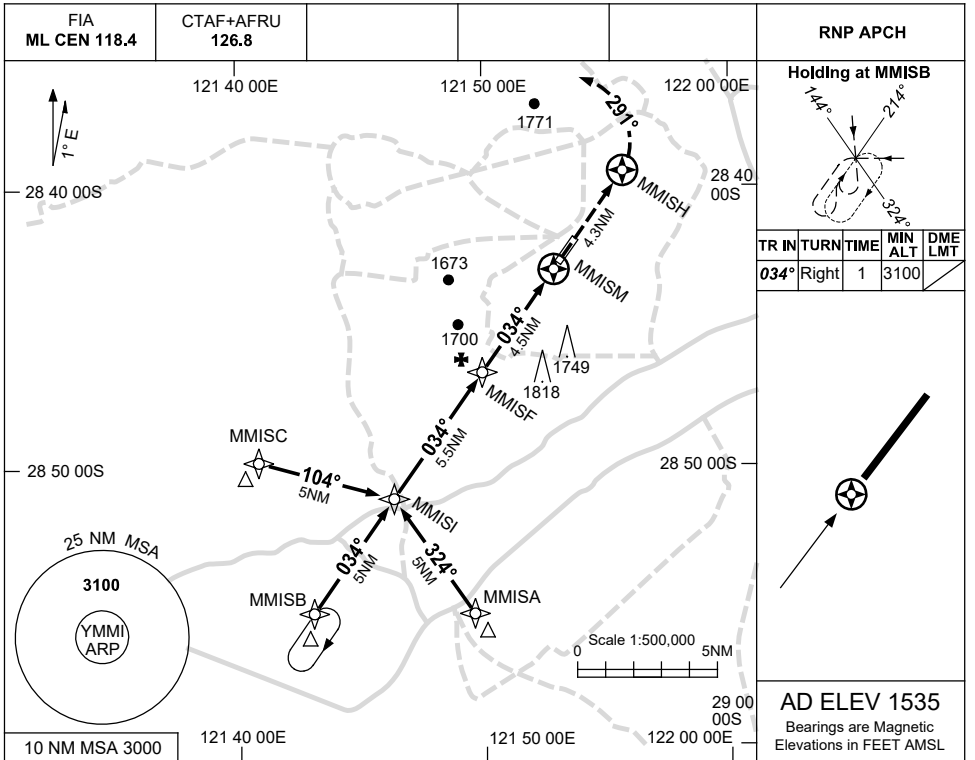 FIA
ML CEN 118.4
CTAF+AFRU
126.8
RNP APCH
121 40 00E
121 50 00E
122 00 00E
1° E
1771
291°
28 40 00S
28 40
00S
MMISH
4.3NM
1673
MMISM
1700
034°
4.5NM
1749
1818
MMISF
034°
5.5NM
MMISC
28 50 00S
28 50 00S
104°
5NM
MMISI
25 NM MSA
3100
YMMI
ARP
034°
5NM
324°
5NM
MMISB
MMISA
Scale 1:500,000
0
5NM
29 00
00S
10 NM MSA 3000
121 40 00E
121 50 00E
122 00 00E
Holding at MMISB
144°
214°
324°
TR IN TURN TIME MIN ALT DME LMT
034° Right 1 3100
AD ELEV 1535
Bearings are Magnetic
Elevations in FEET AMSL